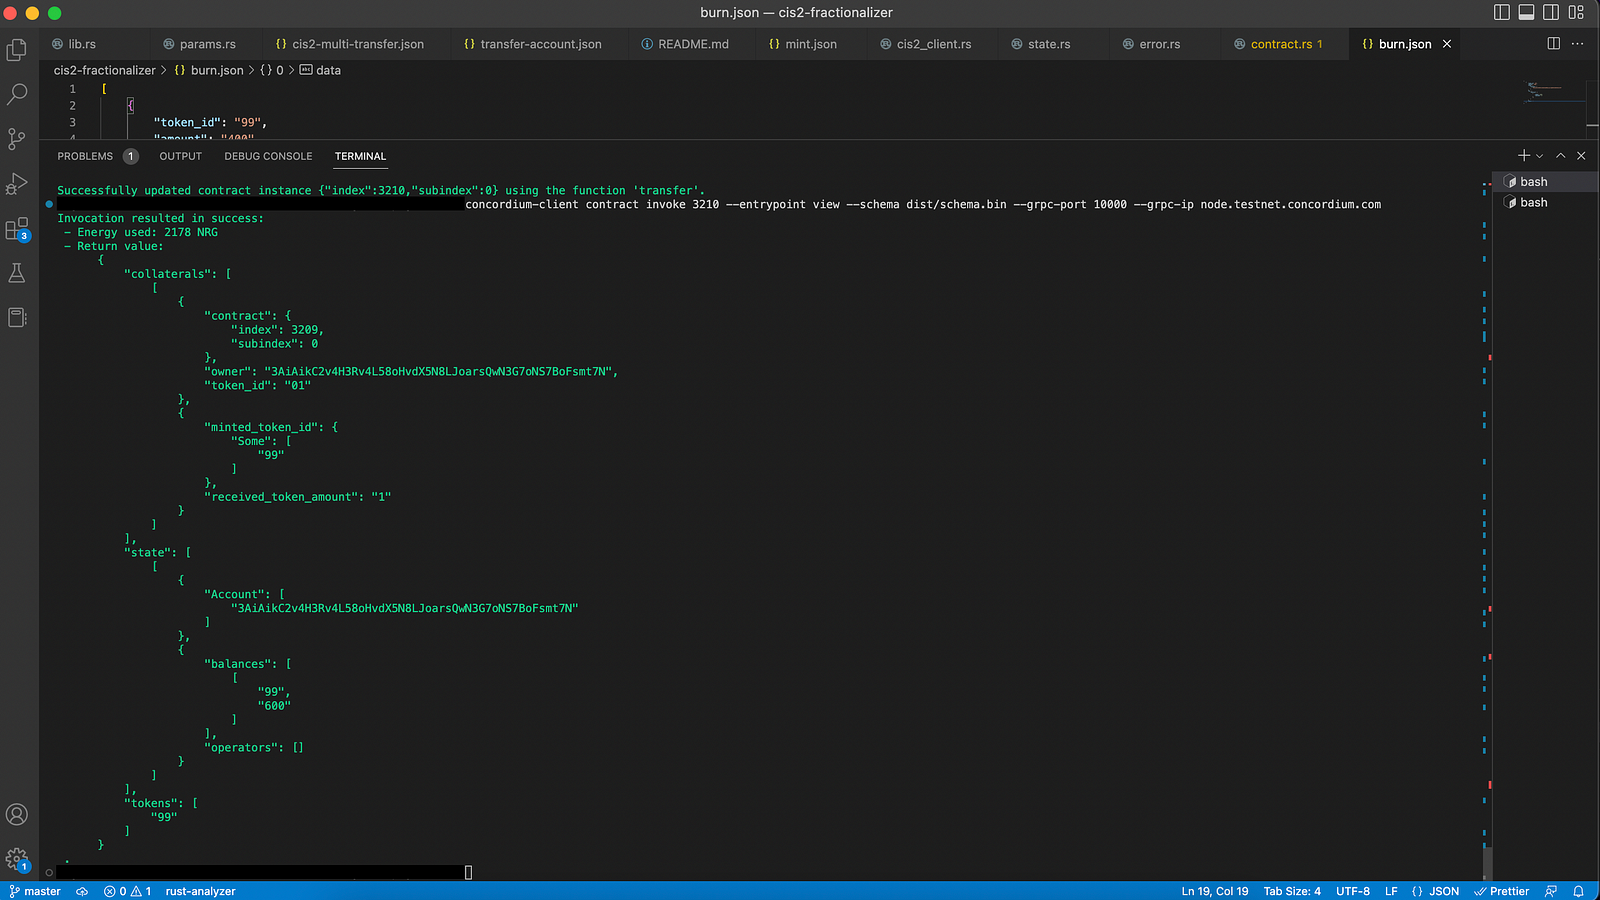 burn.json — cis2-fractionalizer
lib.rs
params.rs
{} cis2-multi-transfer.json
{} transfer-account.json
README.md
{} mint.json
cis2_client.rs
state.rs
error.rs
contract.rs 1
{} burn.json
cis2-fractionalizer > {} burn.json > {} 0 > data
1 [
2 {
3 "token_id": "99",
4 "amount": "400",
PROBLEMS 1 OUTPUT DEBUG CONSOLE TERMINAL
bash
bash
Successfully updated contract instance {"index":3210,"subindex":0} using the function 'transfer'.
concordium-client contract invoke 3210 --entrypoint view --schema dist/schema.bin --grpc-port 10000 --grpc-ip node.testnet.concordium.com
Invocation resulted in success:
- Energy used: 2178 NRG
- Return value:
{
"collaterals": [
[
{
"contract": {
"index": 3209,
"subindex": 0
},
"owner": "3AiAikC2v4H3Rv4L58oHvdX5N8LJoarsQwN3G7oNS7BoFsmt7N",
"token_id": "01"
},
{
"minted_token_id": {
"Some": [
"99"
]
},
"received_token_amount": "1"
}
]
],
"state": [
[
{
"Account": [
"3AiAikC2v4H3Rv4L58oHvdX5N8LJoarsQwN3G7oNS7BoFsmt7N"
]
},
{
"balances": [
[
"99",
"600"
]
],
"operators": []
}
]
],
"tokens": [
"99"
]
}
.
3
1
master 0 1 rust-analyzer Ln 19, Col 19 Tab Size: 4 UTF-8 LF {} JSON Prettier